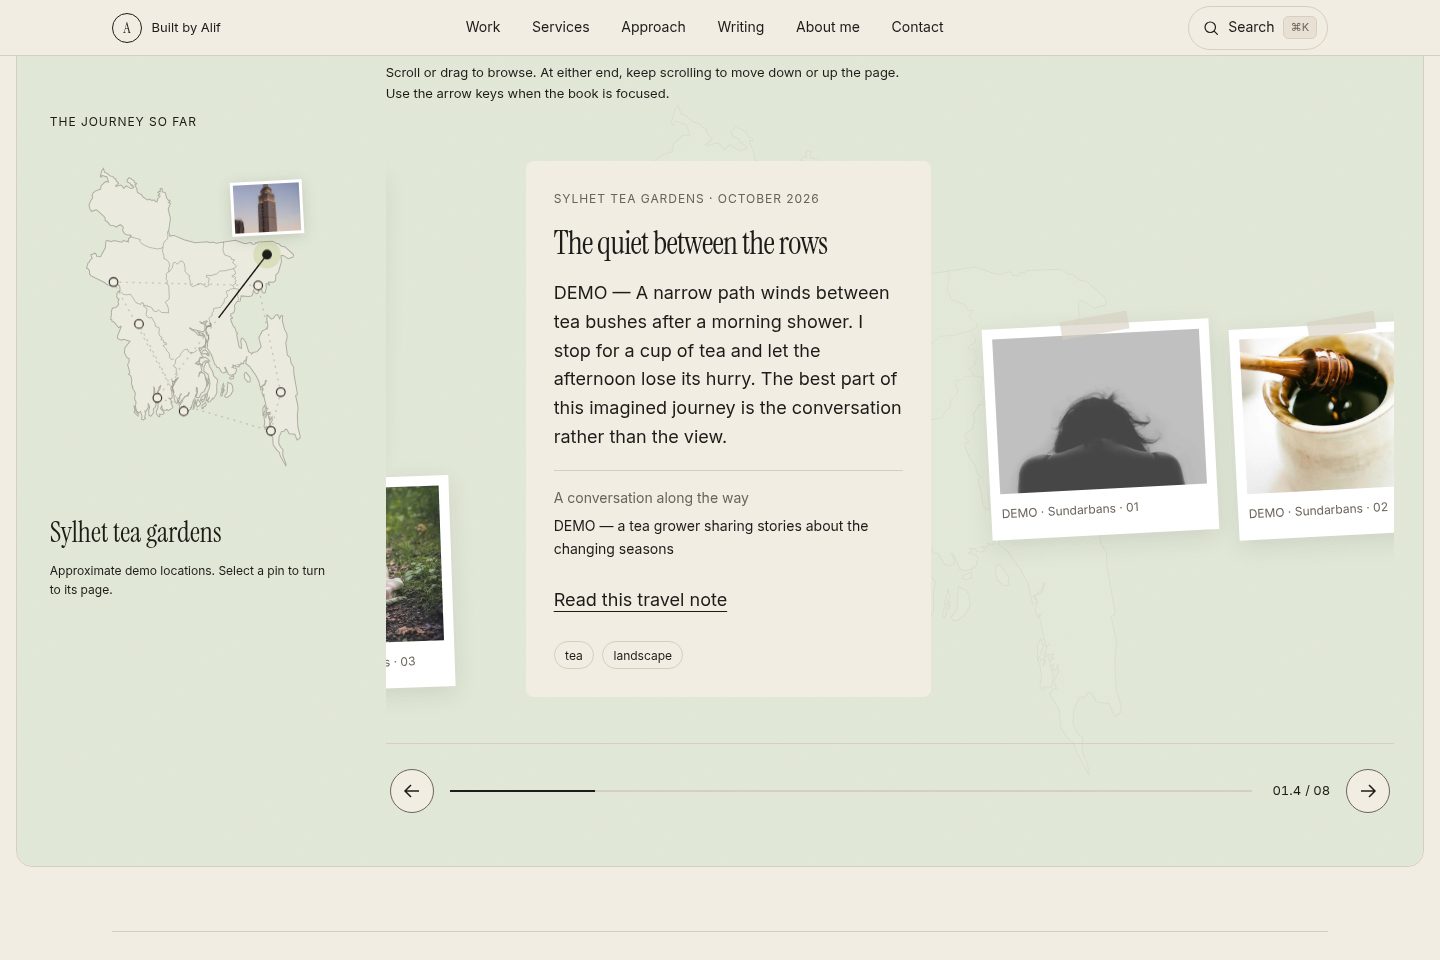 A
Built by Alif
Work
Services
Approach
Writing
About me
Contact
Search
⌘K
Scroll or drag to browse. At either end, keep scrolling to move down or up the page.
Use the arrow keys when the book is focused.
THE JOURNEY SO FAR
Sylhet tea gardens
Approximate demo locations. Select a pin to turn
to its page.
s · 03
SYLHET TEA GARDENS · OCTOBER 2026
The quiet between the rows
DEMO — A narrow path winds between
tea bushes after a morning shower. I
stop for a cup of tea and let the
afternoon lose its hurry. The best part of
this imagined journey is the conversation
rather than the view.
A conversation along the way
DEMO — a tea grower sharing stories about the
changing seasons
Read this travel note
tea
landscape
DEMO · Sundarbans · 01
DEMO · Sundarbans · 02
01.4 / 08